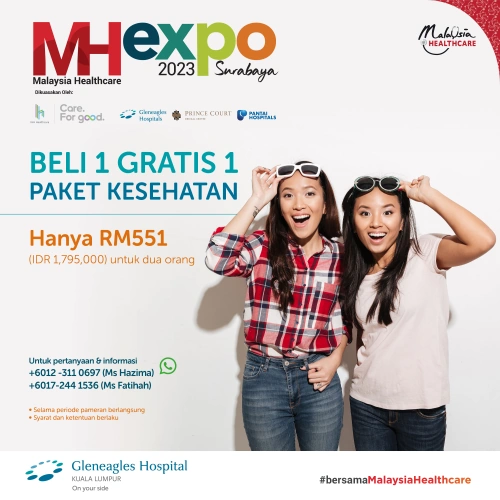 MHexpo
2023 Surabaya
Malaysia Healthcare
Malaysia
HEALTHCARE
Dikuasakan Oleh:
Care.
For good.
Gleneagles
Hospitals
PRINCE COURT
PANTAI
HOSPITALS
BELI 1 GRATIS 1
PAKET KESEHATAN
Hanya RM551
(IDR 1,795,000) untuk dua orang
Untuk pertanyaan & informasi
+6012 -311 0697 (Ms Hazima)
+6017-244 1536 (Ms Fatihah)
• Selama periode pameran berlangsung
• Syarat dan ketentuan berlaku
Gleneagles Hospital
KUALA LUMPUR
On your side
#bersamaMalaysiaHealthcare